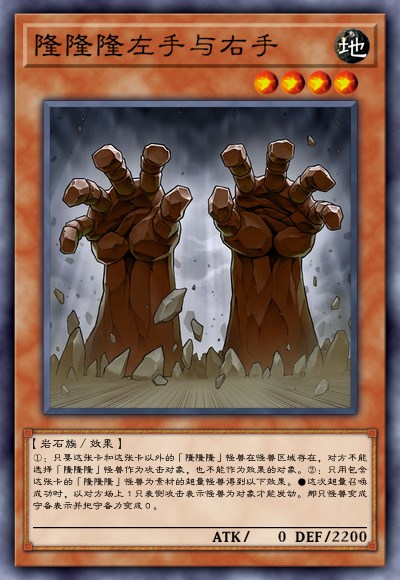 隆隆隆左手与右手
地
【岩石族／效果】
①：只要这张卡和这张卡以外的「隆隆隆」怪兽在怪兽区域存在，对方不能
选择「隆隆隆」怪兽作为攻击对象，也不能作为效果的对象。②：只用包含
这张卡的「隆隆隆」怪兽为素材的超量怪兽得到以下效果。●这次超量召唤
成功时，以对方场上1只表侧攻击表示怪兽为对象才能发动。那只怪兽变成
守备表示并把守备力变成0。
ATK/ 0 DEF/2200